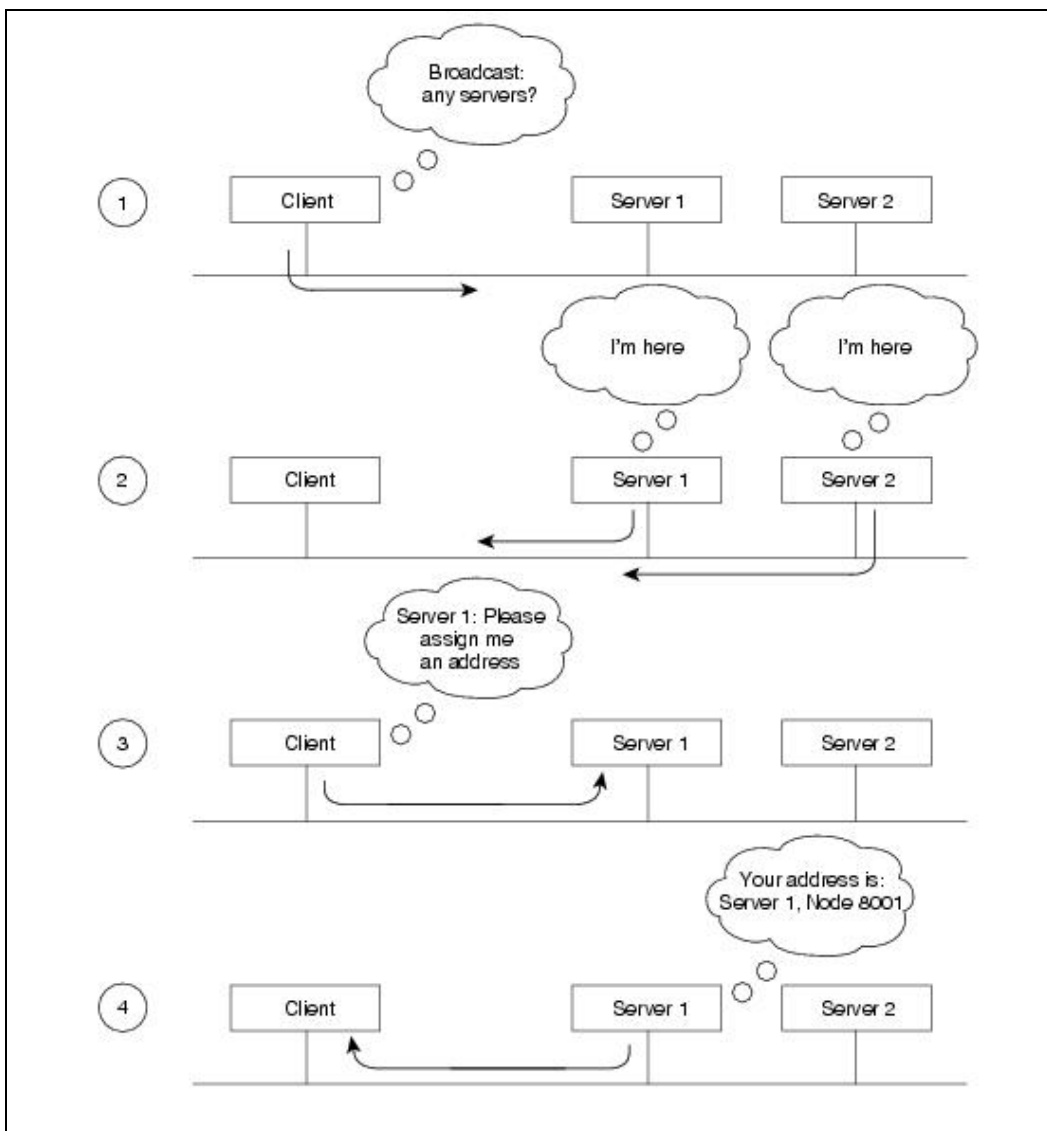 Broadcast:
any servers?
1
Client
Server 1
Server 2
I'm here
I'm here
2
Client
Server 1
Server 2
Server 1: Please
assign me
an address
3
Client
Server 1
Server 2
Your address is:
Server 1, Node 8001
4
Client
Server 1
Server 2